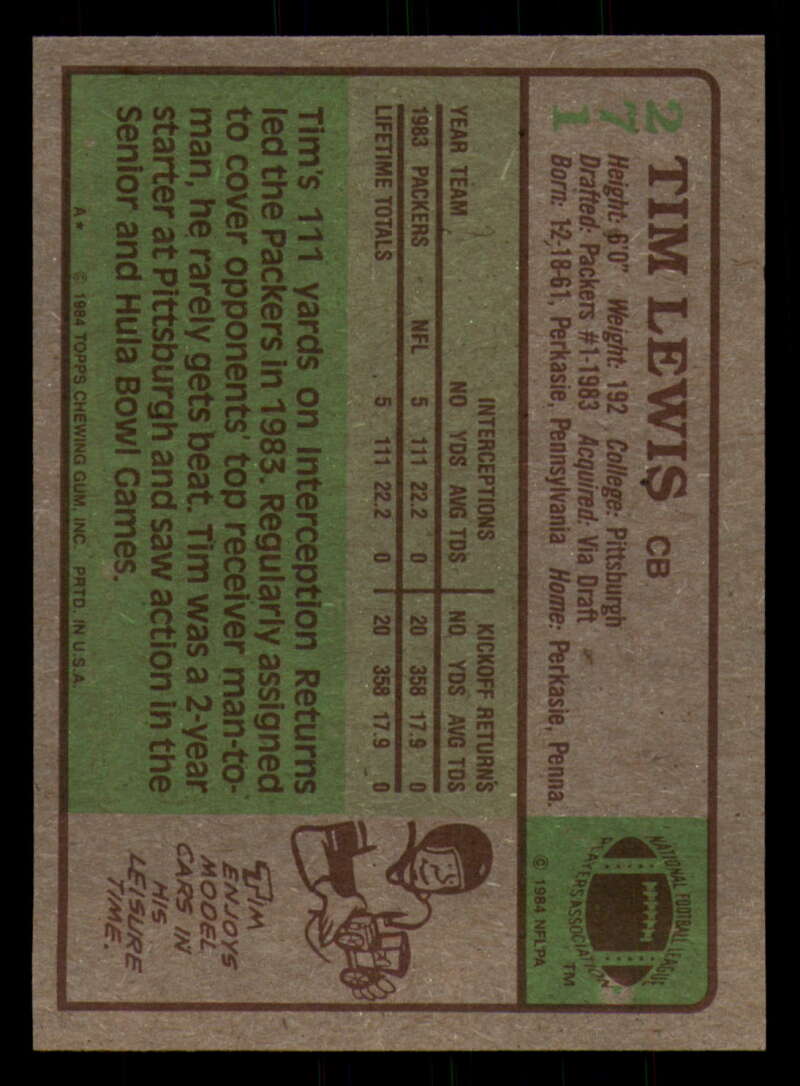 271
TIM LEWIS CB
Height: 6'0" Weight: 192 College: Pittsburgh
Drafted: Packers #1-1983 Acquired: Via Draft
Born: 12-18-61, Perkasie, Pennsylvania Home: Perkasie, Penna.
NATIONAL FOOTBALL LEAGUE
PLAYERS ASSOCIATION
TM
© 1984 NFLPA
INTERCEPTIONS KICKOFF RETURNS
YEAR TEAM NO YDS AVG TDS NO YDS AVG TDS
1983 PACKERS NFL 5 111 22.2 0 20 358 17.9 0
LIFETIME TOTALS 5 111 22.2 0 20 358 17.9 0
Tim's 111 yards on Interception Returns
led the Packers in 1983. Regularly assigned
to cover opponents' top receiver man-to-
man, he rarely gets beat. Tim was a 2-year
starter at Pittsburgh and saw action in the
Senior and Hula Bowl Games.
TIM
ENJOYS
MODEL
CARS IN
HIS
LEISURE
TIME.
A* © 1984 TOPPS CHEWING GUM, INC. PRTD. IN U.S.A.